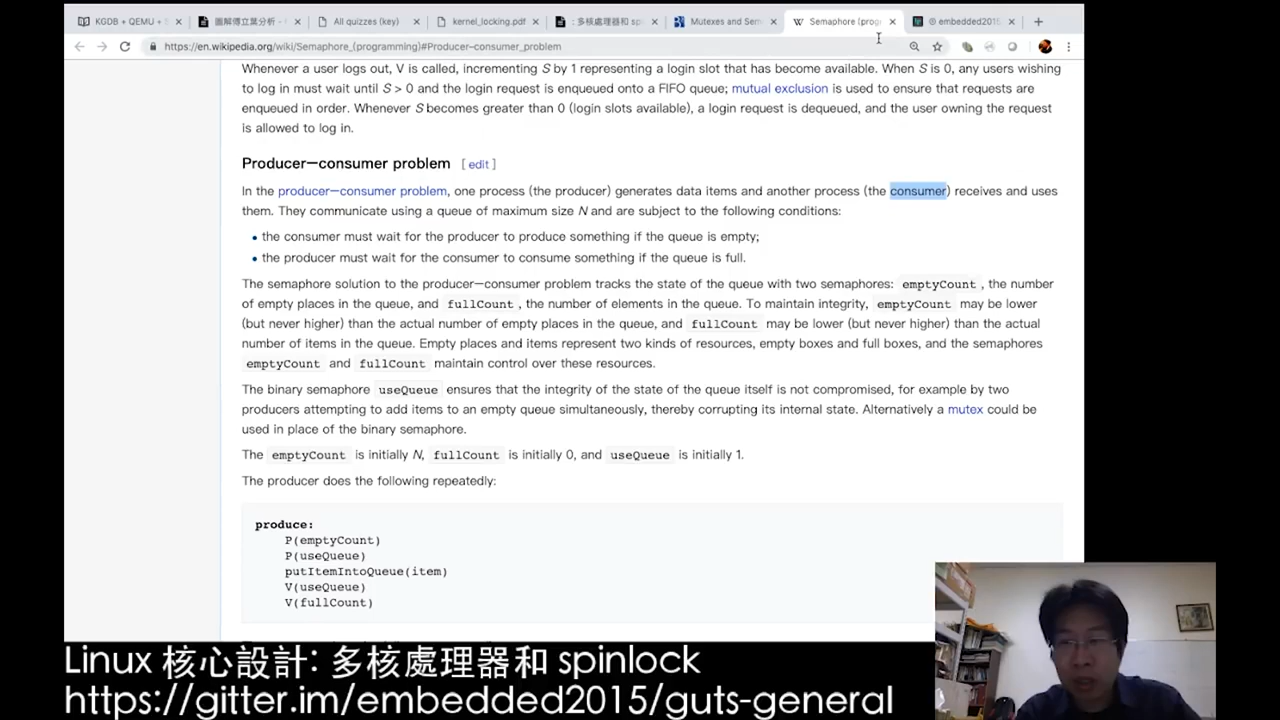 KGDB + QEMU + S
圖解傅立葉分析 -
All quizzes (key)
kernel_locking.pdf
: 多核處理器和 sp
Mutexes and Sem
Semaphore (prog
embedded2015
https://en.wikipedia.org/wiki/Semaphore_(programming)#Producer–consumer_problem
Whenever a user logs out, V is called, incrementing S by 1 representing a login slot that has become available. When S is 0, any users wishing
to log in must wait until S > 0 and the login request is enqueued onto a FIFO queue; mutual exclusion is used to ensure that requests are
enqueued in order. Whenever S becomes greater than 0 (login slots available), a login request is dequeued, and the user owning the request
is allowed to log in.
Producer–consumer problem [ edit ]
In the producer–consumer problem, one process (the producer) generates data items and another process (the consumer) receives and uses
them. They communicate using a queue of maximum size N and are subject to the following conditions:
• the consumer must wait for the producer to produce something if the queue is empty;
• the producer must wait for the consumer to consume something if the queue is full.
The semaphore solution to the producer–consumer problem tracks the state of the queue with two semaphores: emptyCount , the number
of empty places in the queue, and fullCount , the number of elements in the queue. To maintain integrity, emptyCount may be lower
(but never higher) than the actual number of empty places in the queue, and fullCount may be lower (but never higher) than the actual
number of items in the queue. Empty places and items represent two kinds of resources, empty boxes and full boxes, and the semaphores
emptyCount and fullCount maintain control over these resources.
The binary semaphore useQueue ensures that the integrity of the state of the queue itself is not compromised, for example by two
producers attempting to add items to an empty queue simultaneously, thereby corrupting its internal state. Alternatively a mutex could be
used in place of the binary semaphore.
The emptyCount is initially N, fullCount is initially 0, and useQueue is initially 1.
The producer does the following repeatedly:
produce:
P(emptyCount)
P(useQueue)
putItemIntoQueue(item)
V(useQueue)
V(fullCount)
Linux 核心設計: 多核處理器和 spinlock
https://gitter.im/embedded2015/guts-general